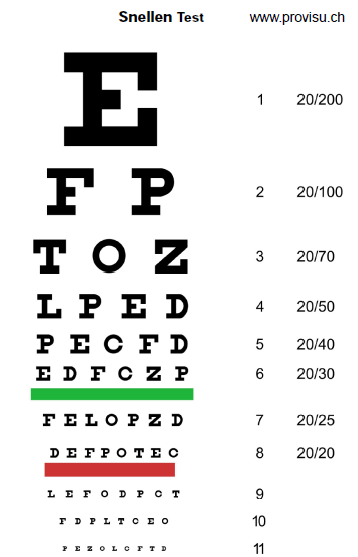 Snellen Test www.provisu.ch
E 1 20/200
F P 2 20/100
T O Z 3 20/70
L P E D 4 20/50
P E C F D 5 20/40
E D F C Z P 6 20/30
F E L O P Z D 7 20/25
D E F P O T E C 8 20/20
L E F O D P C T 9
F D P L T C E O 10
P E Z O L C F T D 11